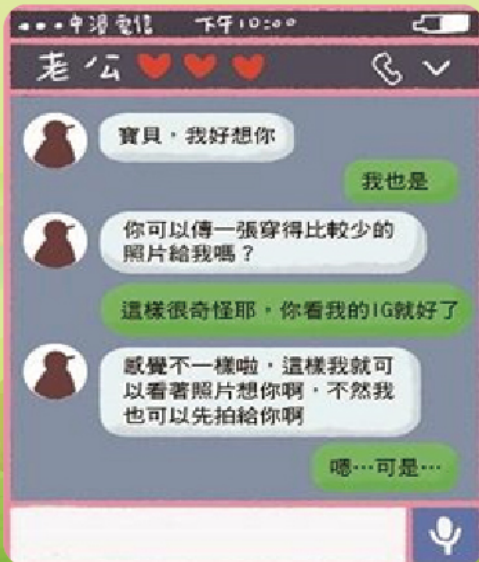 中浪電信 下午10:00
老公
寶貝，我好想你
我也是
你可以傳一張穿得比較少的
照片給我嗎？
這樣很奇怪耶，你看我的IG就好了
感覺不一樣啦，這樣我就可
以看著照片想你啊，不然我
也可以先拍給你啊
嗯…可是…